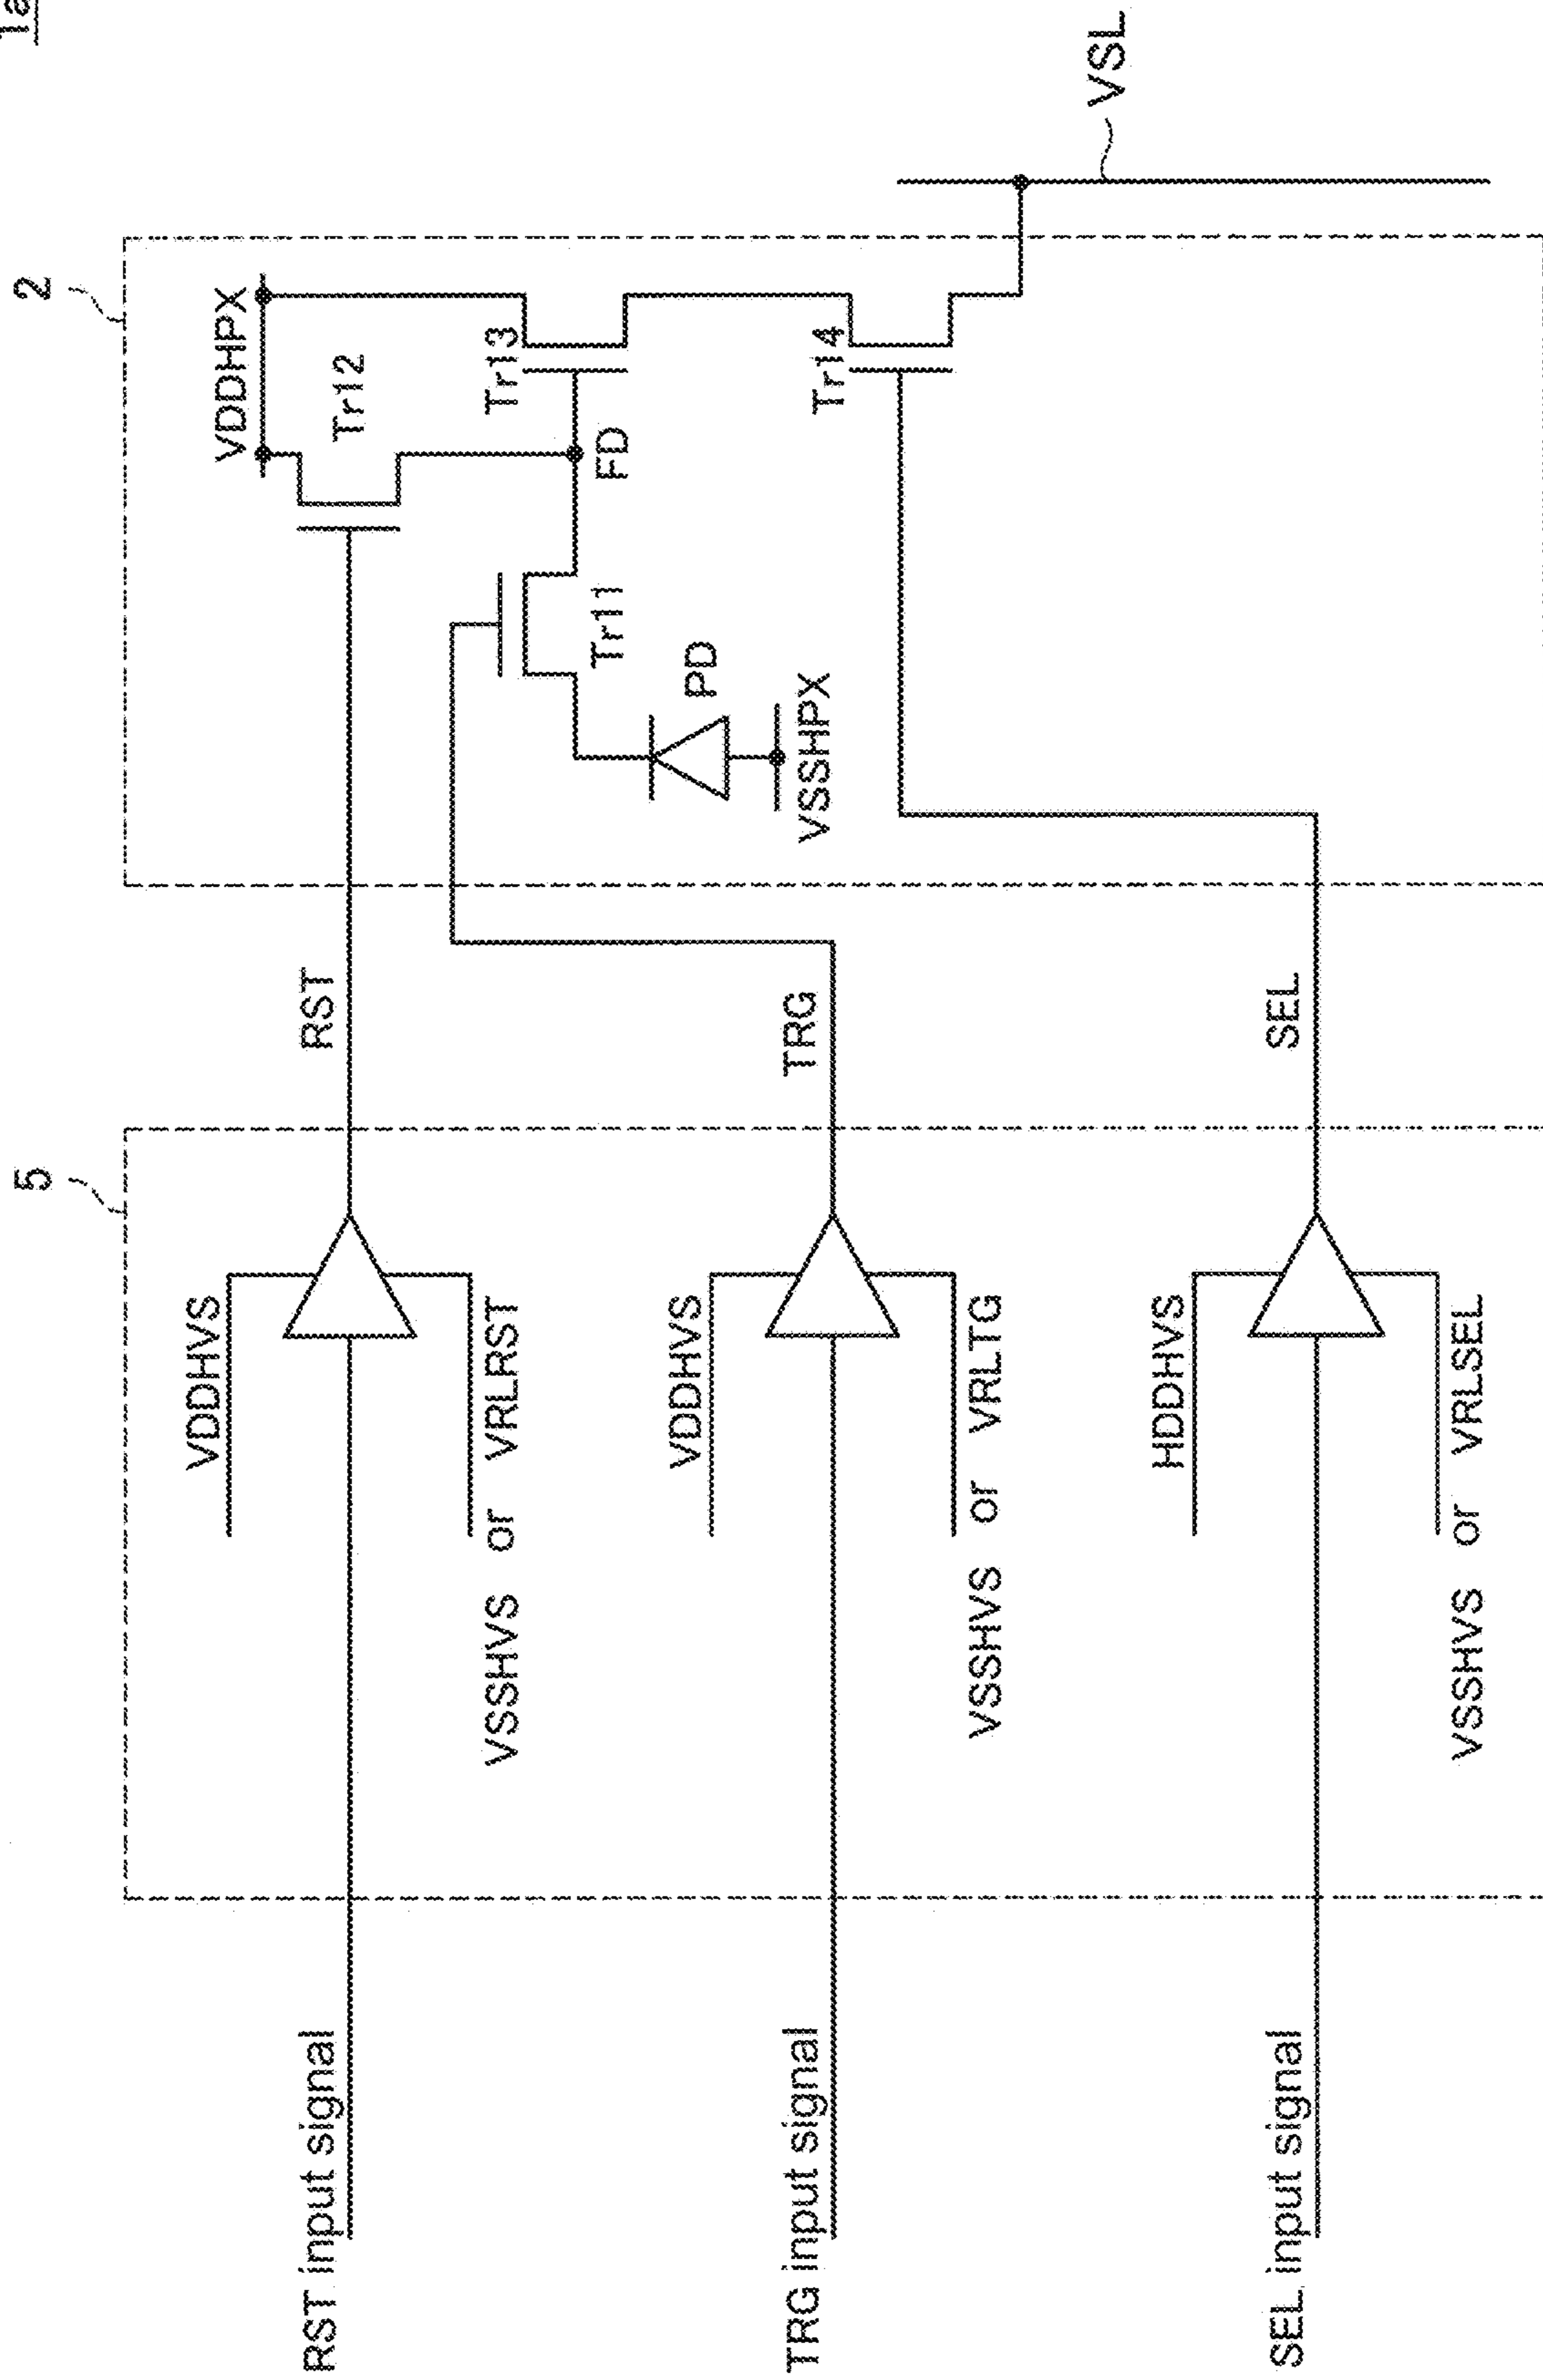 1a
5
2
VDDHVS
RST
VDDHPX
Tr12
RST input signal
VSSHVS or VRLRST
Tr13
FD
Tr11
PD
VDDHVS
TRG
VSSHPX
Tr14
TRG input signal
VSSHVS or VRLTG
VSL
HDDHVS
SEL
SEL input signal
VSSHVS or VRLSEL